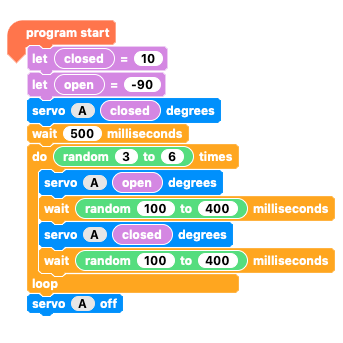 program start
let closed = 10
let open = -90
servo A closed degrees
wait 500 milliseconds
do random 3 to 6 times
servo A open degrees
wait random 100 to 400 milliseconds
servo A closed degrees
wait random 100 to 400 milliseconds
loop
servo A off